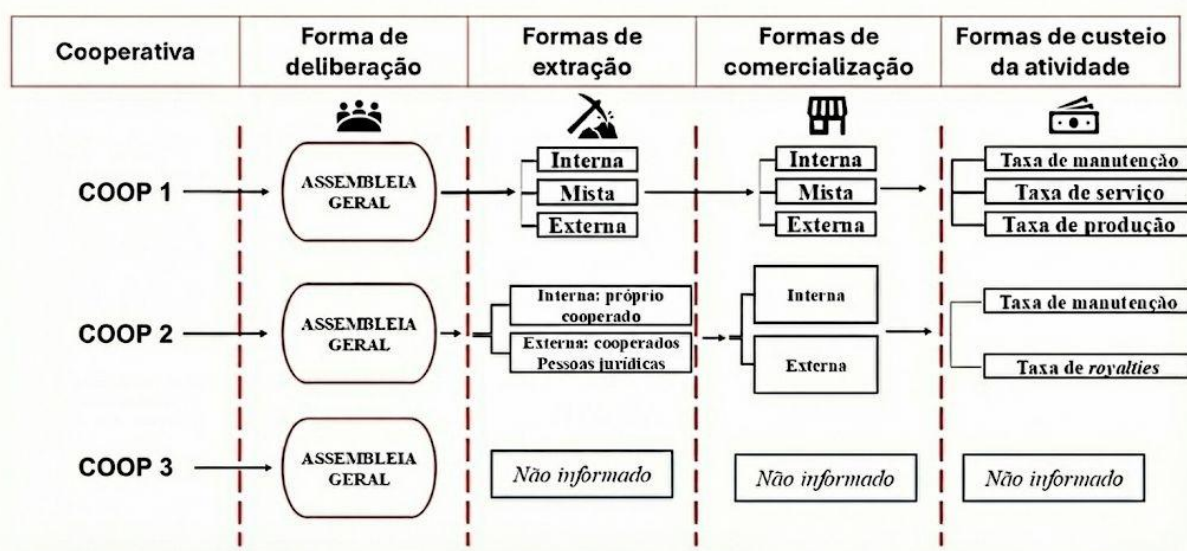 Cooperativa
Forma de
deliberação
Formas de
extração
Formas de
comercialização
Formas de custeio
da atividade
COOP 1
ASSEMBLEIA
GERAL
Interna
Mista
Externa
Interna
Mista
Externa
Taxa de manutenção
Taxa de serviço
Taxa de produção
COOP 2
ASSEMBLEIA
GERAL
Interna: próprio
cooperado
Externa: cooperados
Pessoas jurídicas
Interna
Externa
Taxa de manutenção
Taxa de royalties
COOP 3
ASSEMBLEIA
GERAL
Não informado
Não informado
Não informado